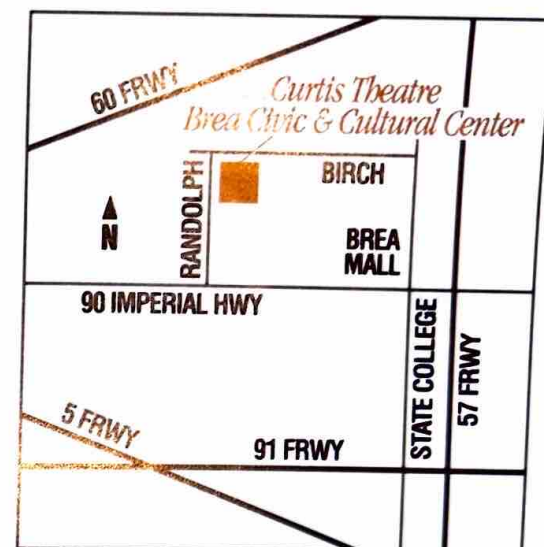 60 FRWY
Curtis Theatre
Brea Civic & Cultural Center
RANDOLPH
BIRCH
N
BREA
MALL
90 IMPERIAL HWY
STATE COLLEGE
57 FRWY
5 FRWY
91 FRWY